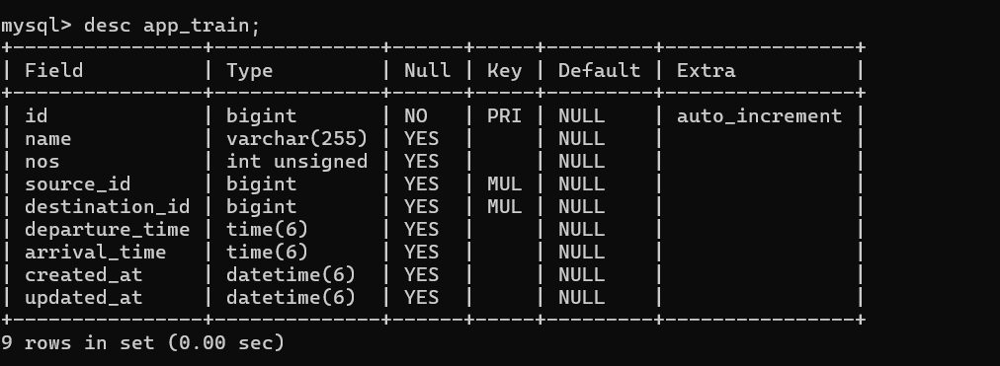 mysql> desc app_train;
+----------------+--------------+------+-----+---------+----------------+
| Field          | Type         | Null | Key | Default | Extra          |
+----------------+--------------+------+-----+---------+----------------+
| id             | bigint       | NO   | PRI | NULL    | auto_increment |
| name           | varchar(255) | YES  |     | NULL    |                |
| nos            | int unsigned | YES  |     | NULL    |                |
| source_id      | bigint       | YES  | MUL | NULL    |                |
| destination_id | bigint       | YES  | MUL | NULL    |                |
| departure_time | time(6)      | YES  |     | NULL    |                |
| arrival_time   | time(6)      | YES  |     | NULL    |                |
| created_at     | datetime(6)  | YES  |     | NULL    |                |
| updated_at     | datetime(6)  | YES  |     | NULL    |                |
+----------------+--------------+------+-----+---------+----------------+
9 rows in set (0.00 sec)